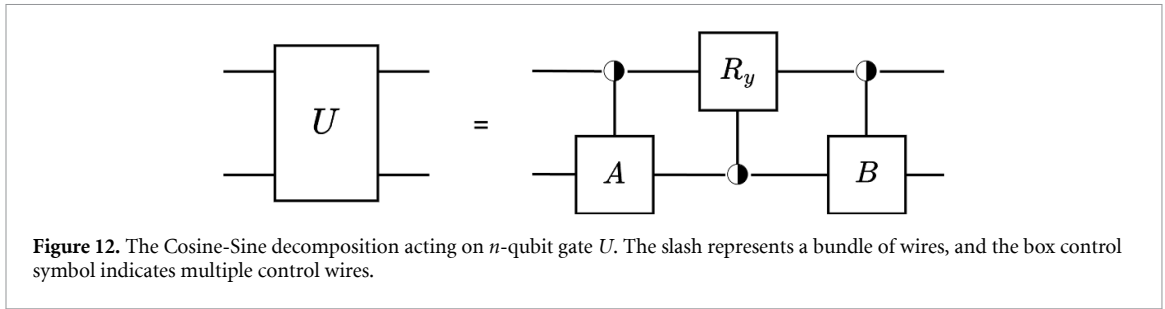 U
=
R_y
A
B
Figure 12. The Cosine-Sine decomposition acting on n-qubit gate U. The slash represents a bundle of wires, and the box control
symbol indicates multiple control wires.